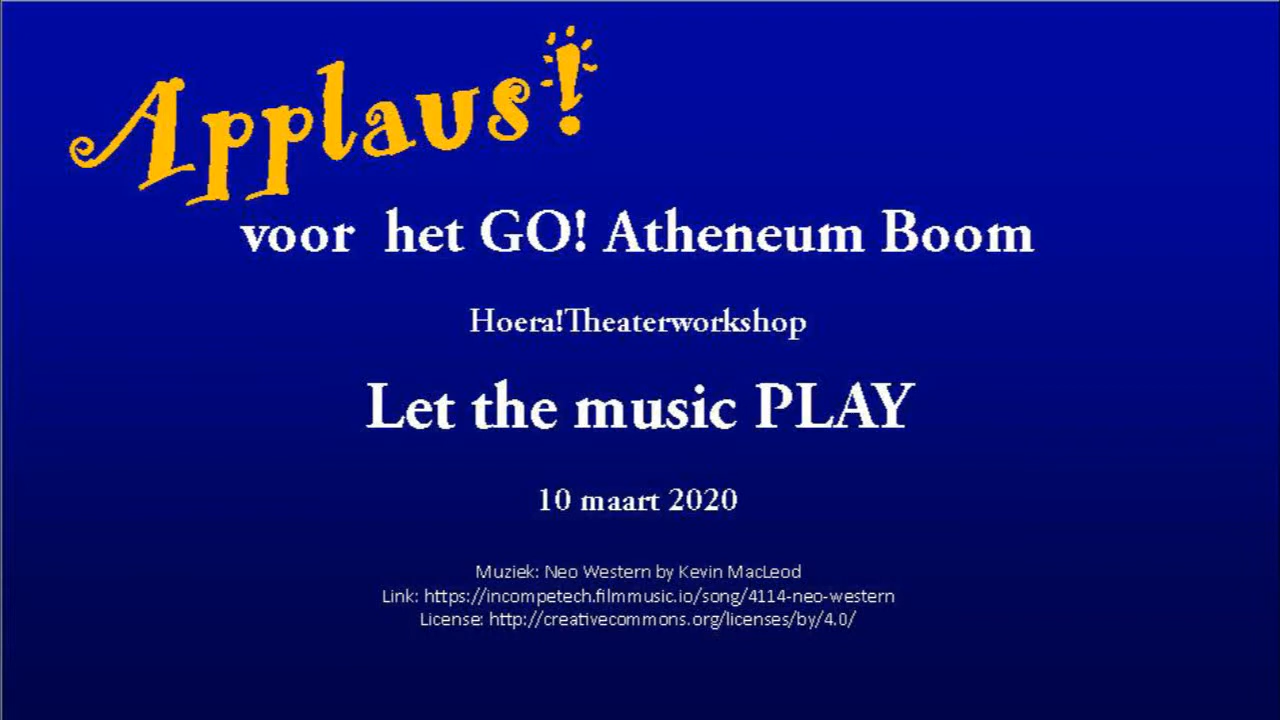 Applaus!
voor het GO! Atheneum Boom
Hoera!Theaterworkshop
Let the music PLAY
10 maart 2020
Muziek: Neo Western by Kevin MacLeod
Link: https://incompetech.filmmusic.io/song/4114-neo-western
License: http://creativecommons.org/licenses/by/4.0/